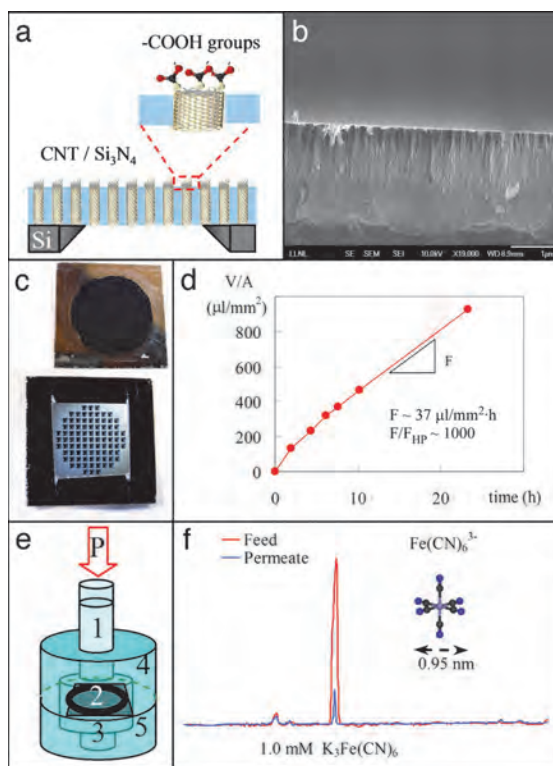 a
-COOH groups
CNT / Si₃N₄
Si
b
LLNL SEI SEM SEI 10.0kV X19,000 WD 6.9mm 1µm
c
d
V/A
(µl/mm²)
800
600
400
200
0
F
F ~ 37 µl/mm²·h
F/F_HP ~ 1000
0
10
20
time (h)
e
P
1
2
3
4
5
f
Feed
Permeate
Fe(CN)₆³⁻
0.95 nm
1.0 mM K₃Fe(CN)₆